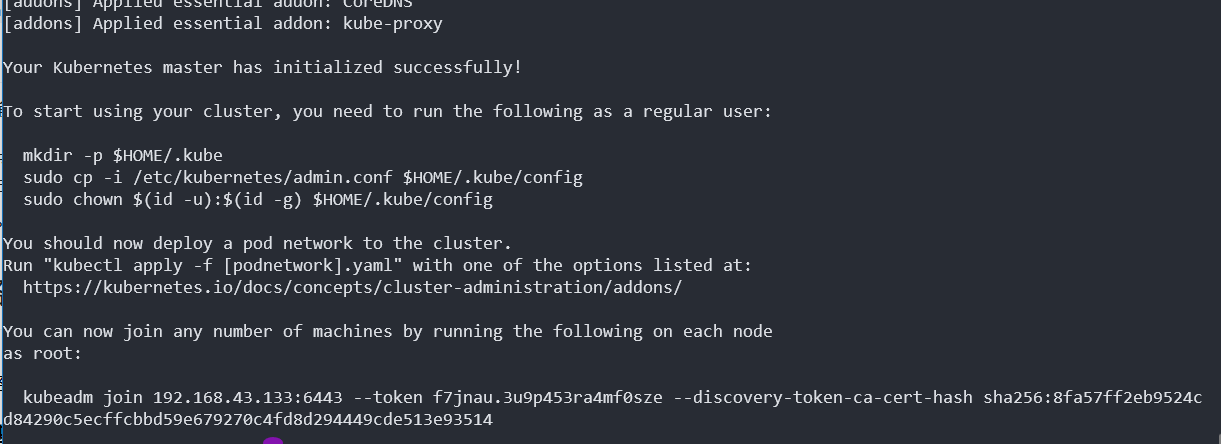 [addons] Applied essential addon: CoreDNS
[addons] Applied essential addon: kube-proxy
Your Kubernetes master has initialized successfully!
To start using your cluster, you need to run the following as a regular user:
mkdir -p $HOME/.kube
sudo cp -i /etc/kubernetes/admin.conf $HOME/.kube/config
sudo chown $(id -u):$(id -g) $HOME/.kube/config
You should now deploy a pod network to the cluster.
Run "kubectl apply -f [podnetwork].yaml" with one of the options listed at:
https://kubernetes.io/docs/concepts/cluster-administration/addons/
You can now join any number of machines by running the following on each node
as root:
kubeadm join 192.168.43.133:6443 --token f7jnau.3u9p453ra4mf0sze --discovery-token-ca-cert-hash sha256:8fa57ff2eb9524c
d84290c5ecffcbbd59e679270c4fd8d294449cde513e93514